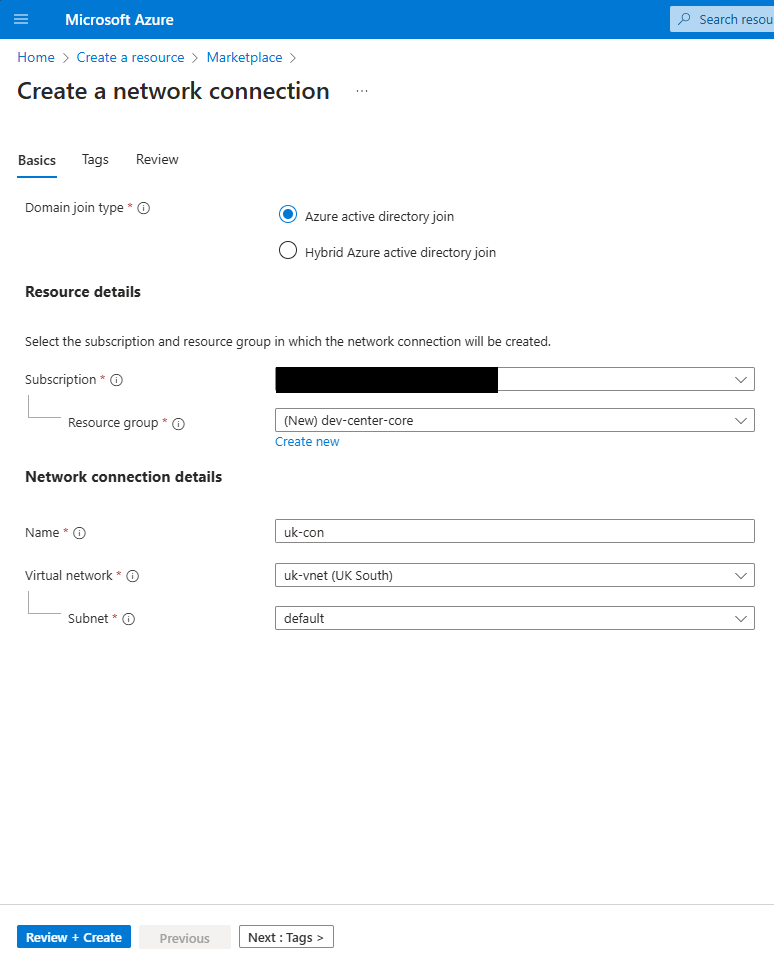 Microsoft Azure
Search resou
Home > Create a resource > Marketplace >
Create a network connection ...
Basics Tags Review
Domain join type *
Azure active directory join
Hybrid Azure active directory join
Resource details
Select the subscription and resource group in which the network connection will be created.
Subscription *
Resource group * (New) dev-center-core
Create new
Network connection details
Name * uk-con
Virtual network * uk-vnet (UK South)
Subnet * default
Review + Create Previous Next : Tags >